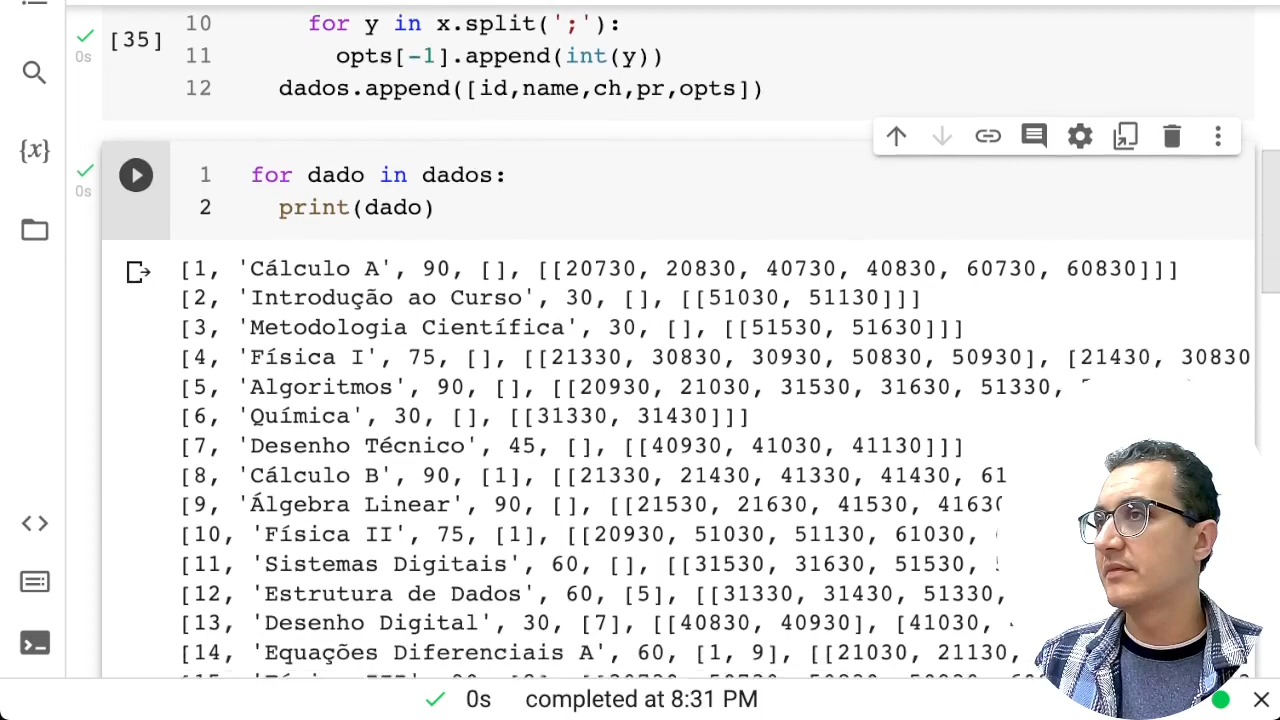 10 for y in x.split(';'):
[35] 11 opts[-1].append(int(y))
0s
12 dados.append([id,name,ch,pr,opts])
{x}
0s
1 for dado in dados:
2 print(dado)
[1, 'Cálculo A', 90, [], [[20730, 20830, 40730, 40830, 60730, 60830]]]
[2, 'Introdução ao Curso', 30, [], [[51030, 51130]]]
[3, 'Metodologia Científica', 30, [], [[51530, 51630]]]
[4, 'Física I', 75, [], [[21330, 30830, 30930, 50830, 50930], [21430, 30830
[5, 'Algoritmos', 90, [], [[20930, 21030, 31530, 31630, 51330,
[6, 'Química', 30, [], [[31330, 31430]]]
[7, 'Desenho Técnico', 45, [], [[40930, 41030, 41130]]]
[8, 'Cálculo B', 90, [1], [[21330, 21430, 41330, 41430, 61
[9, 'Álgebra Linear', 90, [], [[21530, 21630, 41530, 41630
[10, 'Física II', 75, [1], [[20930, 51030, 51130, 61030,
[11, 'Sistemas Digitais', 60, [], [[31530, 31630, 51530,
[12, 'Estrutura de Dados', 60, [5], [[31330, 31430, 51330,
[13, 'Desenho Digital', 30, [7], [[40830, 40930], [41030,
[14, 'Equações Diferenciais A', 60, [1, 9], [[21030, 21130,
0s completed at 8:31 PM